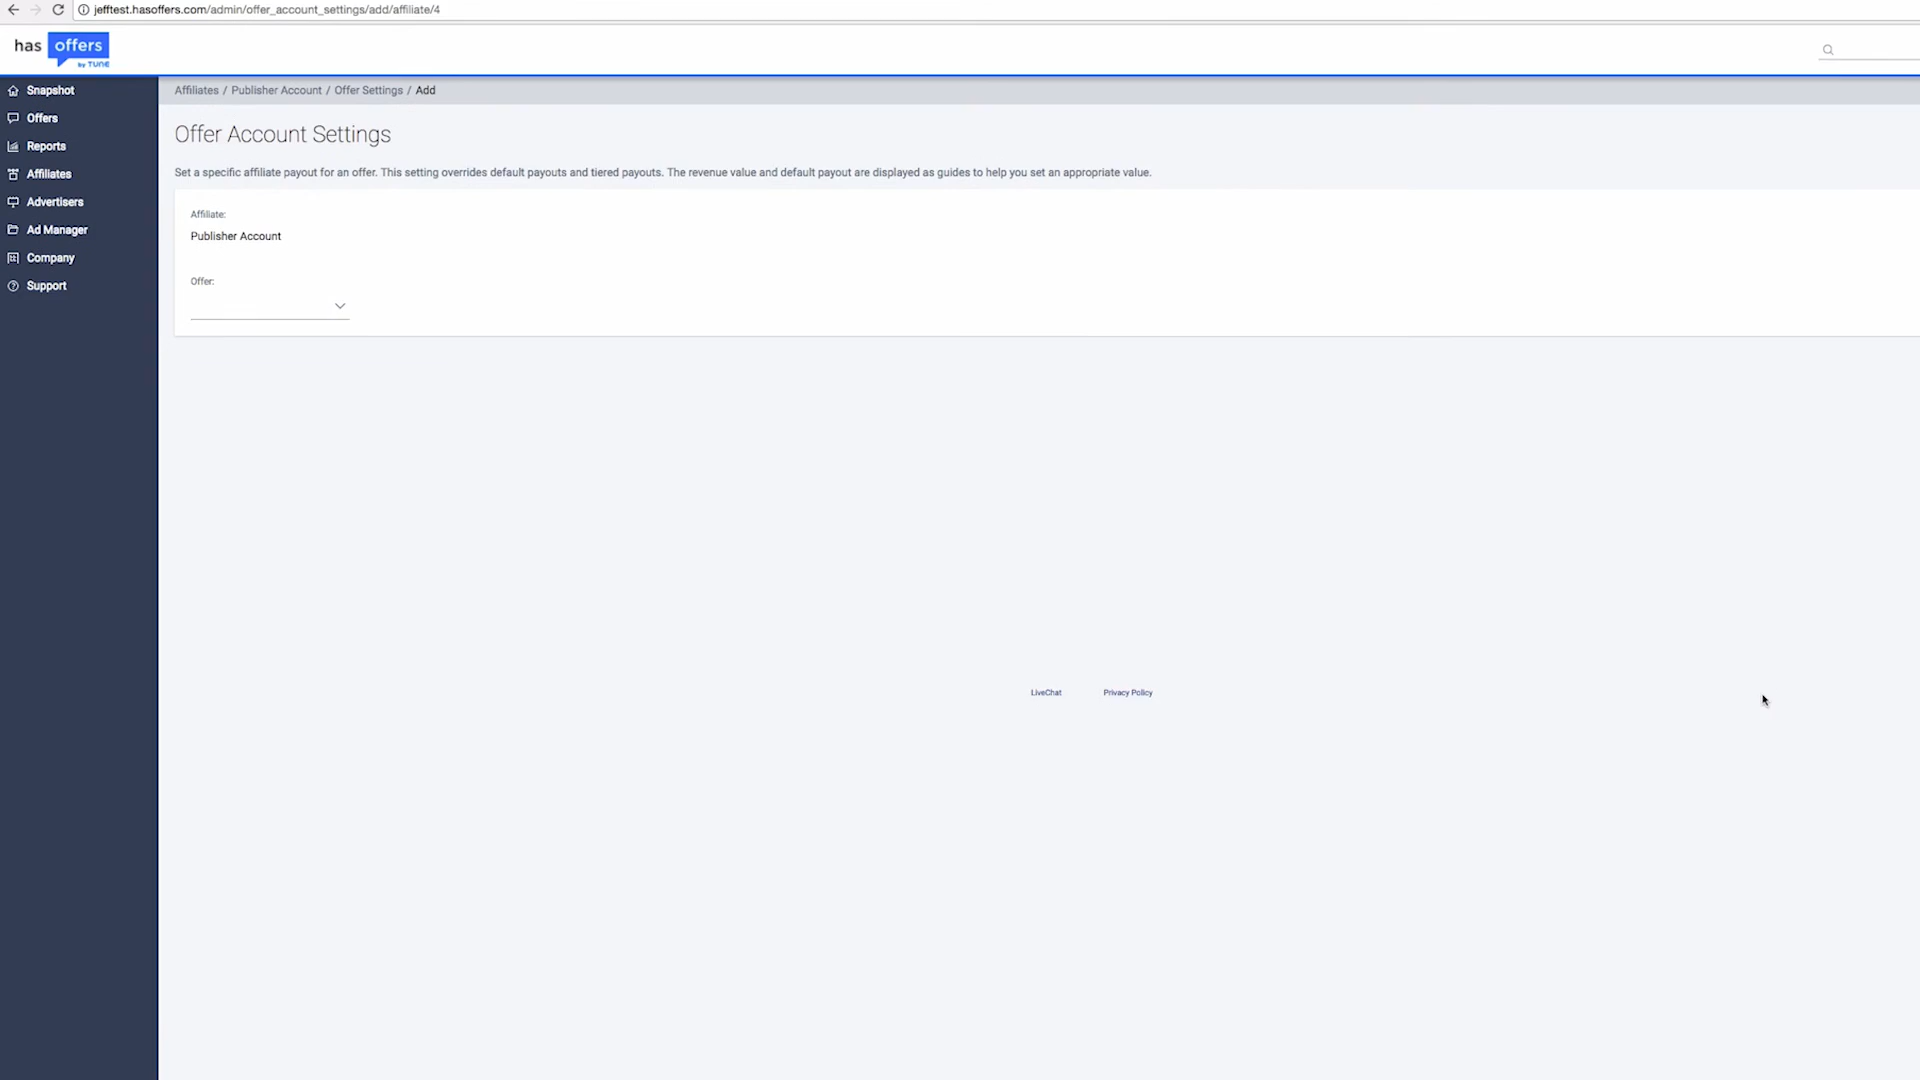 jefftest.hasoffers.com/admin/offer_account_settings/add/affiliate/4
has offers
by TUNE
Snapshot
Offers
Reports
Affiliates
Advertisers
Ad Manager
Company
Support
Affiliates / Publisher Account / Offer Settings / Add
Offer Account Settings
Set a specific affiliate payout for an offer. This setting overrides default payouts and tiered payouts. The revenue value and default payout are displayed as guides to help you set an appropriate value.
Affiliate:
Publisher Account
Offer:
LiveChat Privacy Policy